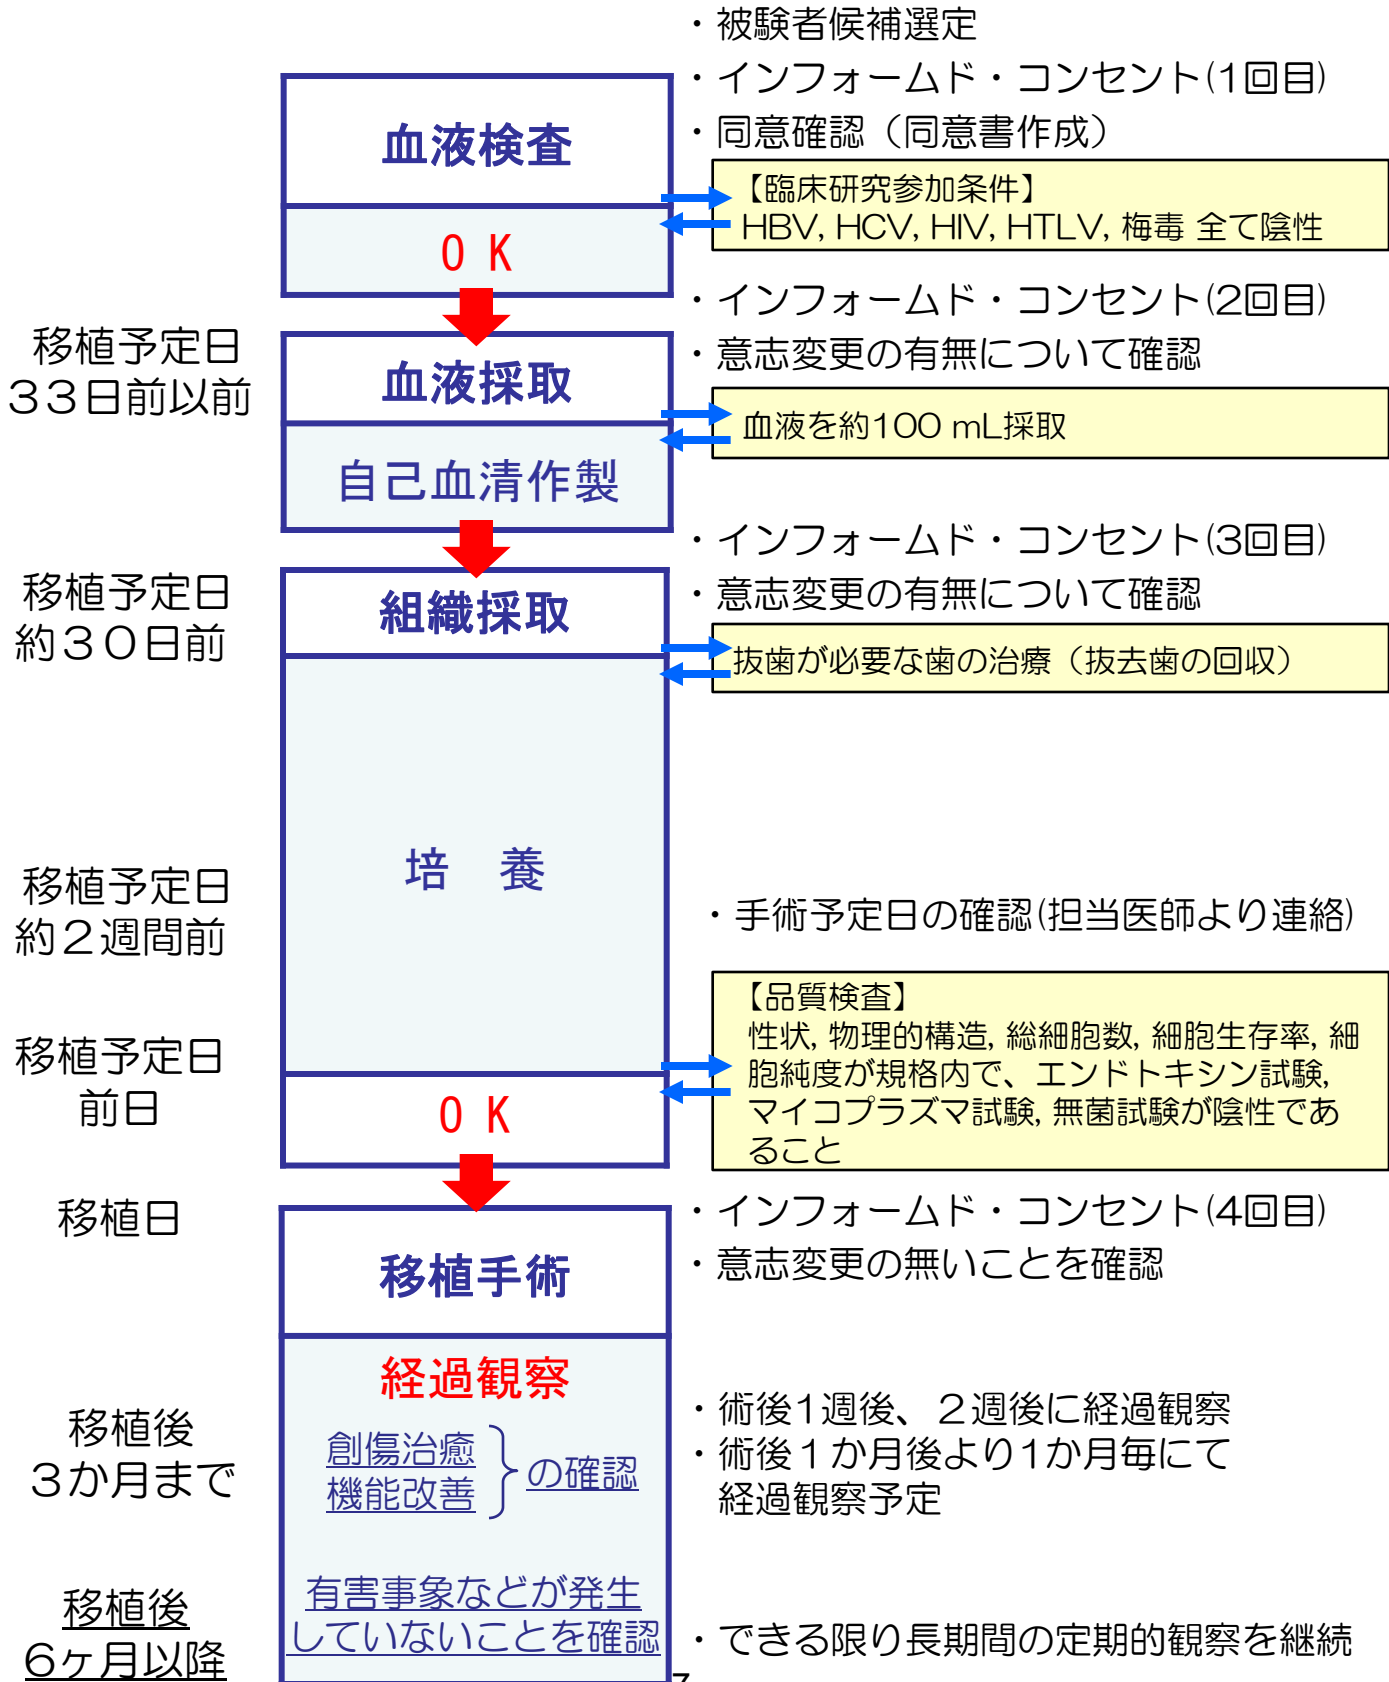 ・被験者候補選定
・インフォームド・コンセント(1回目)
・同意確認（同意書作成）
血液検査
【臨床研究参加条件】
HBV, HCV, HIV, HTLV, 梅毒 全て陰性
ＯＫ
・インフォームド・コンセント(2回目)
・意志変更の有無について確認
移植予定日
３３日前以前
血液採取
血液を約100 mL採取
自己血清作製
・インフォームド・コンセント(3回目)
・意志変更の有無について確認
移植予定日
約３０日前
組織採取
抜歯が必要な歯の治療（抜去歯の回収）
培　養
移植予定日
約２週間前
・手術予定日の確認(担当医師より連絡)
【品質検査】
性状, 物理的構造, 総細胞数, 細胞生存率, 細
胞純度が規格内で、エンドトキシン試験,
マイコプラズマ試験, 無菌試験が陰性であ
ること
移植予定日
前日
ＯＫ
移植日
・インフォームド・コンセント(4回目)
・意志変更の無いことを確認
移植手術
経過観察
移植後
３か月まで
創傷治癒
機能改善
の確認
・術後1週後、２週後に経過観察
・術後１か月後より1か月毎にて
経過観察予定
移植後
6ヶ月以降
有害事象などが発生
していないことを確認
・できる限り長期間の定期的観察を継続